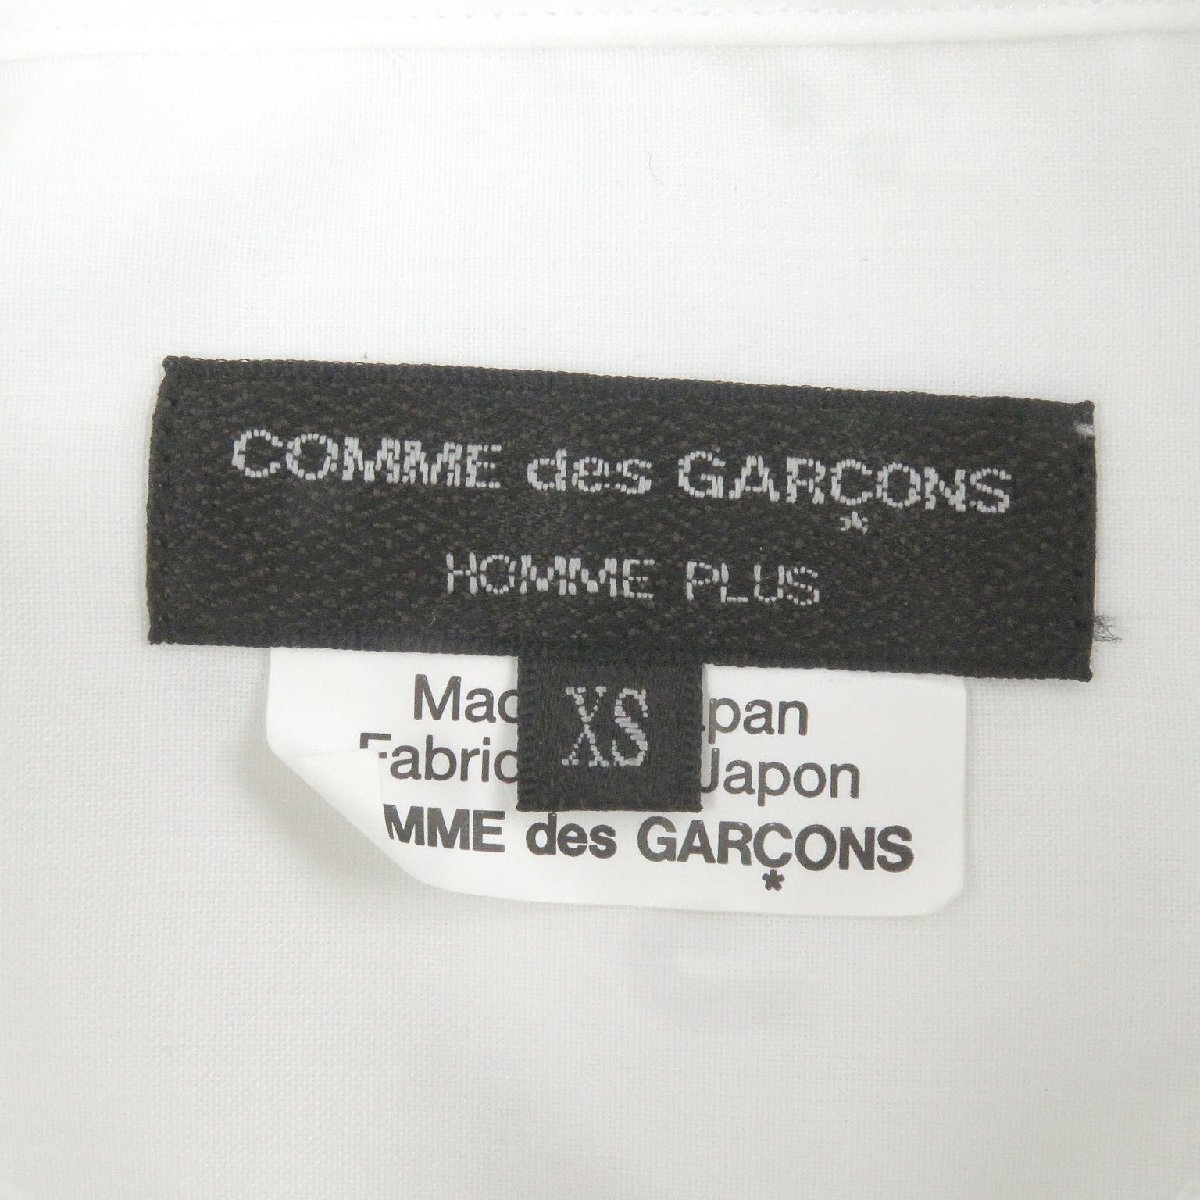 COMME des GARÇONS
HOMME PLUS
XS
Mac pan
Fabric Japon
MME des GARÇONS
*